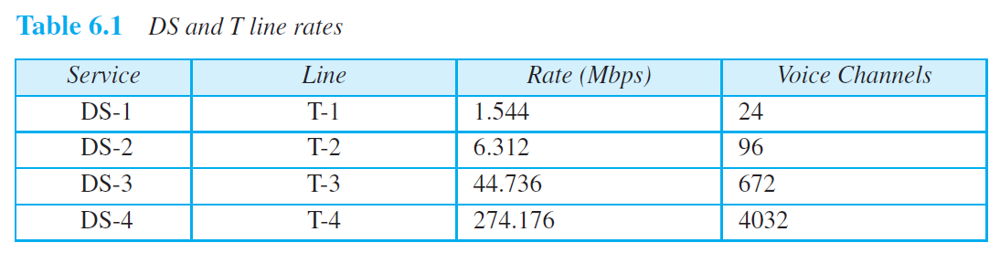 Table 6.1 DS and T line rates
Service Line Rate (Mbps) Voice Channels
DS-1 T-1 1.544 24
DS-2 T-2 6.312 96
DS-3 T-3 44.736 672
DS-4 T-4 274.176 4032